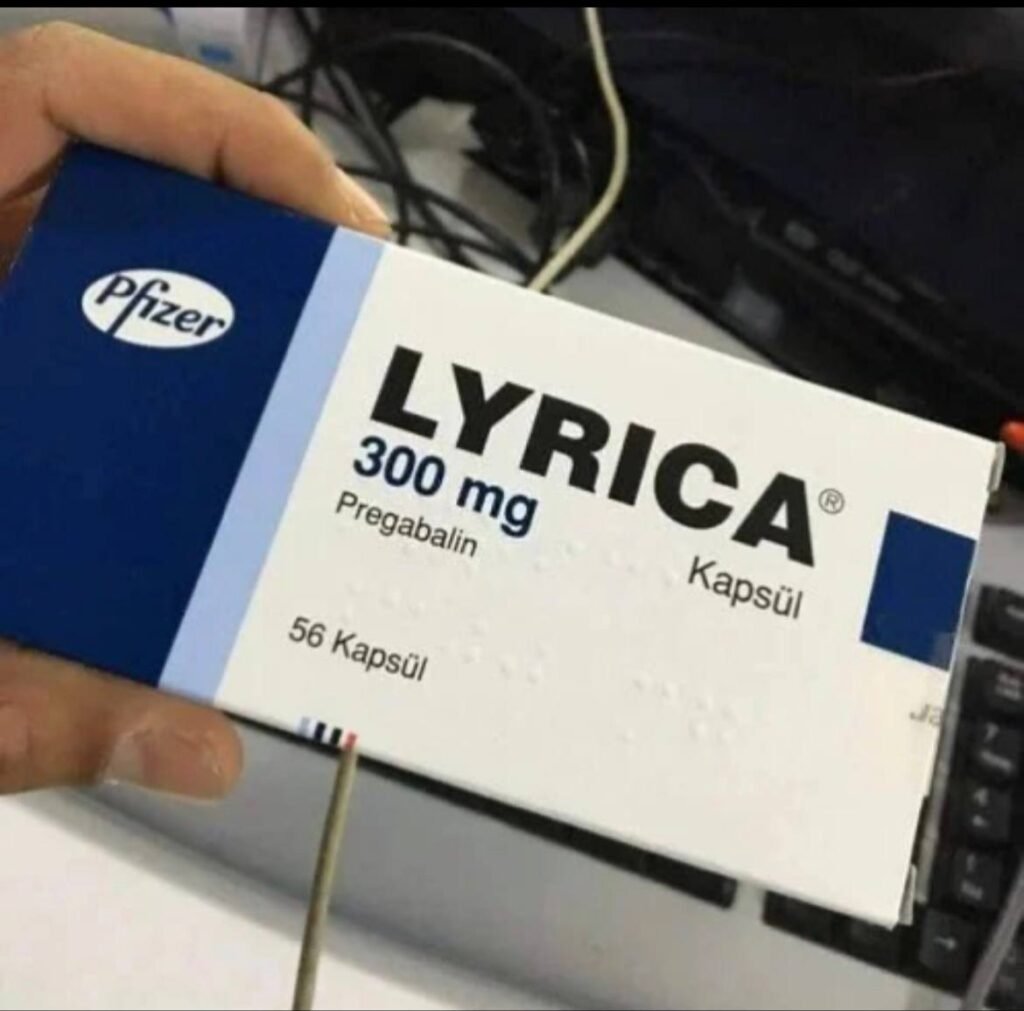 Pfizer
LYRICA®
300 mg
Pregabalin
Kapsül
56 Kapsül